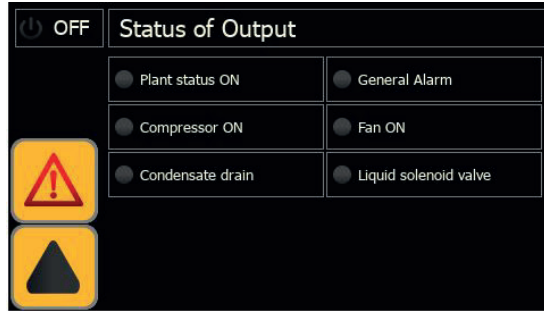 OFF
Status of Output
Plant status ON
General Alarm
Compressor ON
Fan ON
Condensate drain
Liquid solenoid valve